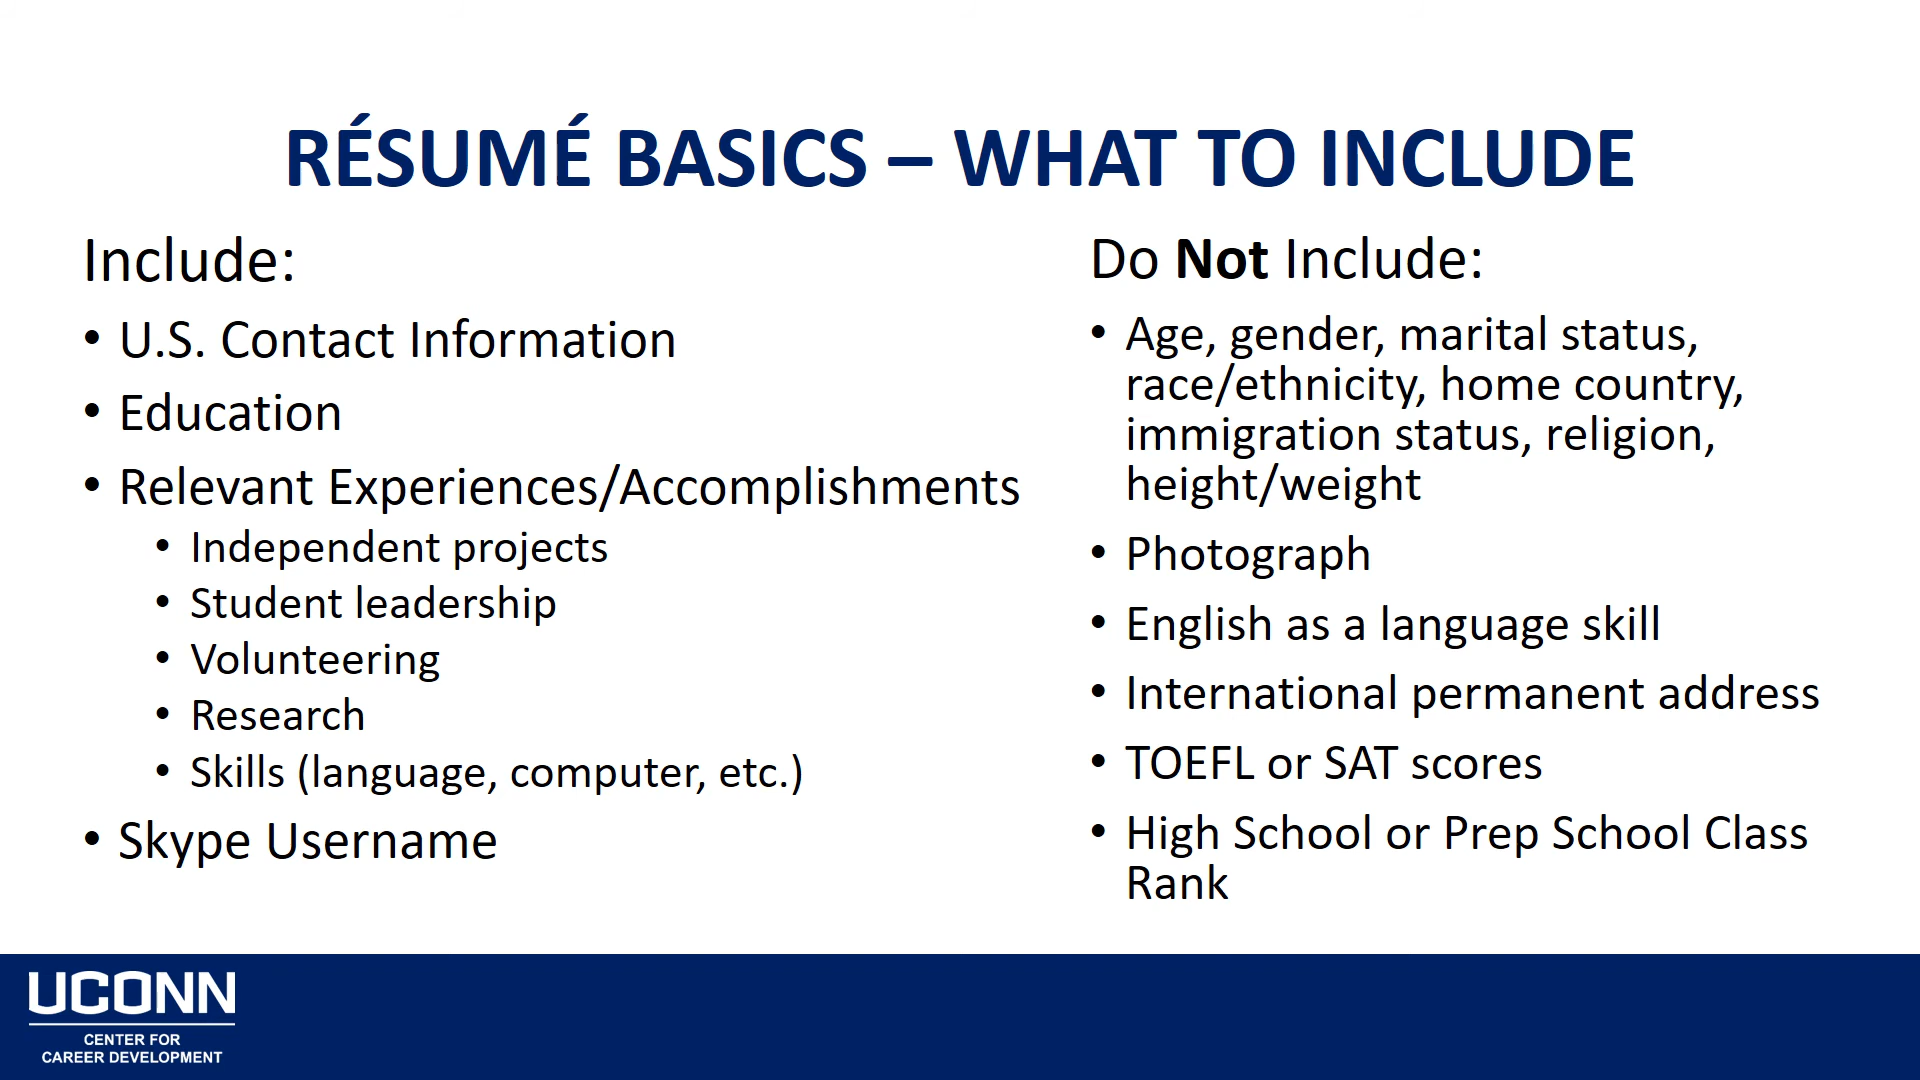 RÉSUMÉ BASICS – WHAT TO INCLUDE
Include:
• U.S. Contact Information
• Education
• Relevant Experiences/Accomplishments
• Independent projects
• Student leadership
• Volunteering
• Research
• Skills (language, computer, etc.)
• Skype Username
Do Not Include:
• Age, gender, marital status,
race/ethnicity, home country,
immigration status, religion,
height/weight
• Photograph
• English as a language skill
• International permanent address
• TOEFL or SAT scores
• High School or Prep School Class
Rank
UCONN
CENTER FOR
CAREER DEVELOPMENT